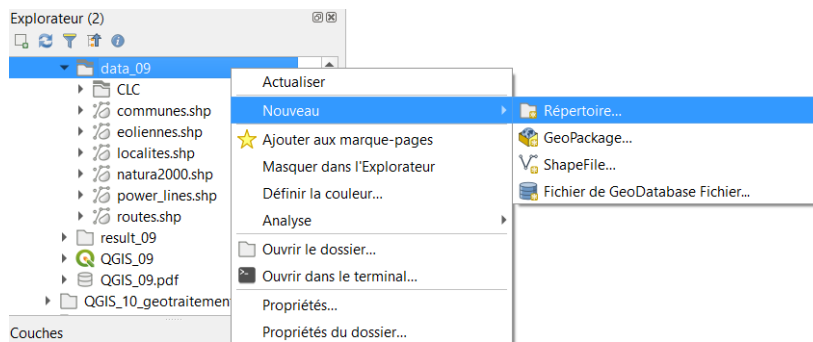 Explorateur (2)
data_09
CLC
communes.shp
eoliennes.shp
localites.shp
natura2000.shp
power_lines.shp
routes.shp
result_09
QGIS_09
QGIS_09.pdf
QGIS_10_geotraitemen
Couches
Actualiser
Nouveau
Ajouter aux marque-pages
Masquer dans l'Explorateur
Définir la couleur...
Analyse
Ouvrir le dossier...
Ouvrir dans le terminal...
Propriétés...
Propriétés du dossier...
Répertoire...
GeoPackage...
ShapeFile...
Fichier de GeoDatabase Fichier...